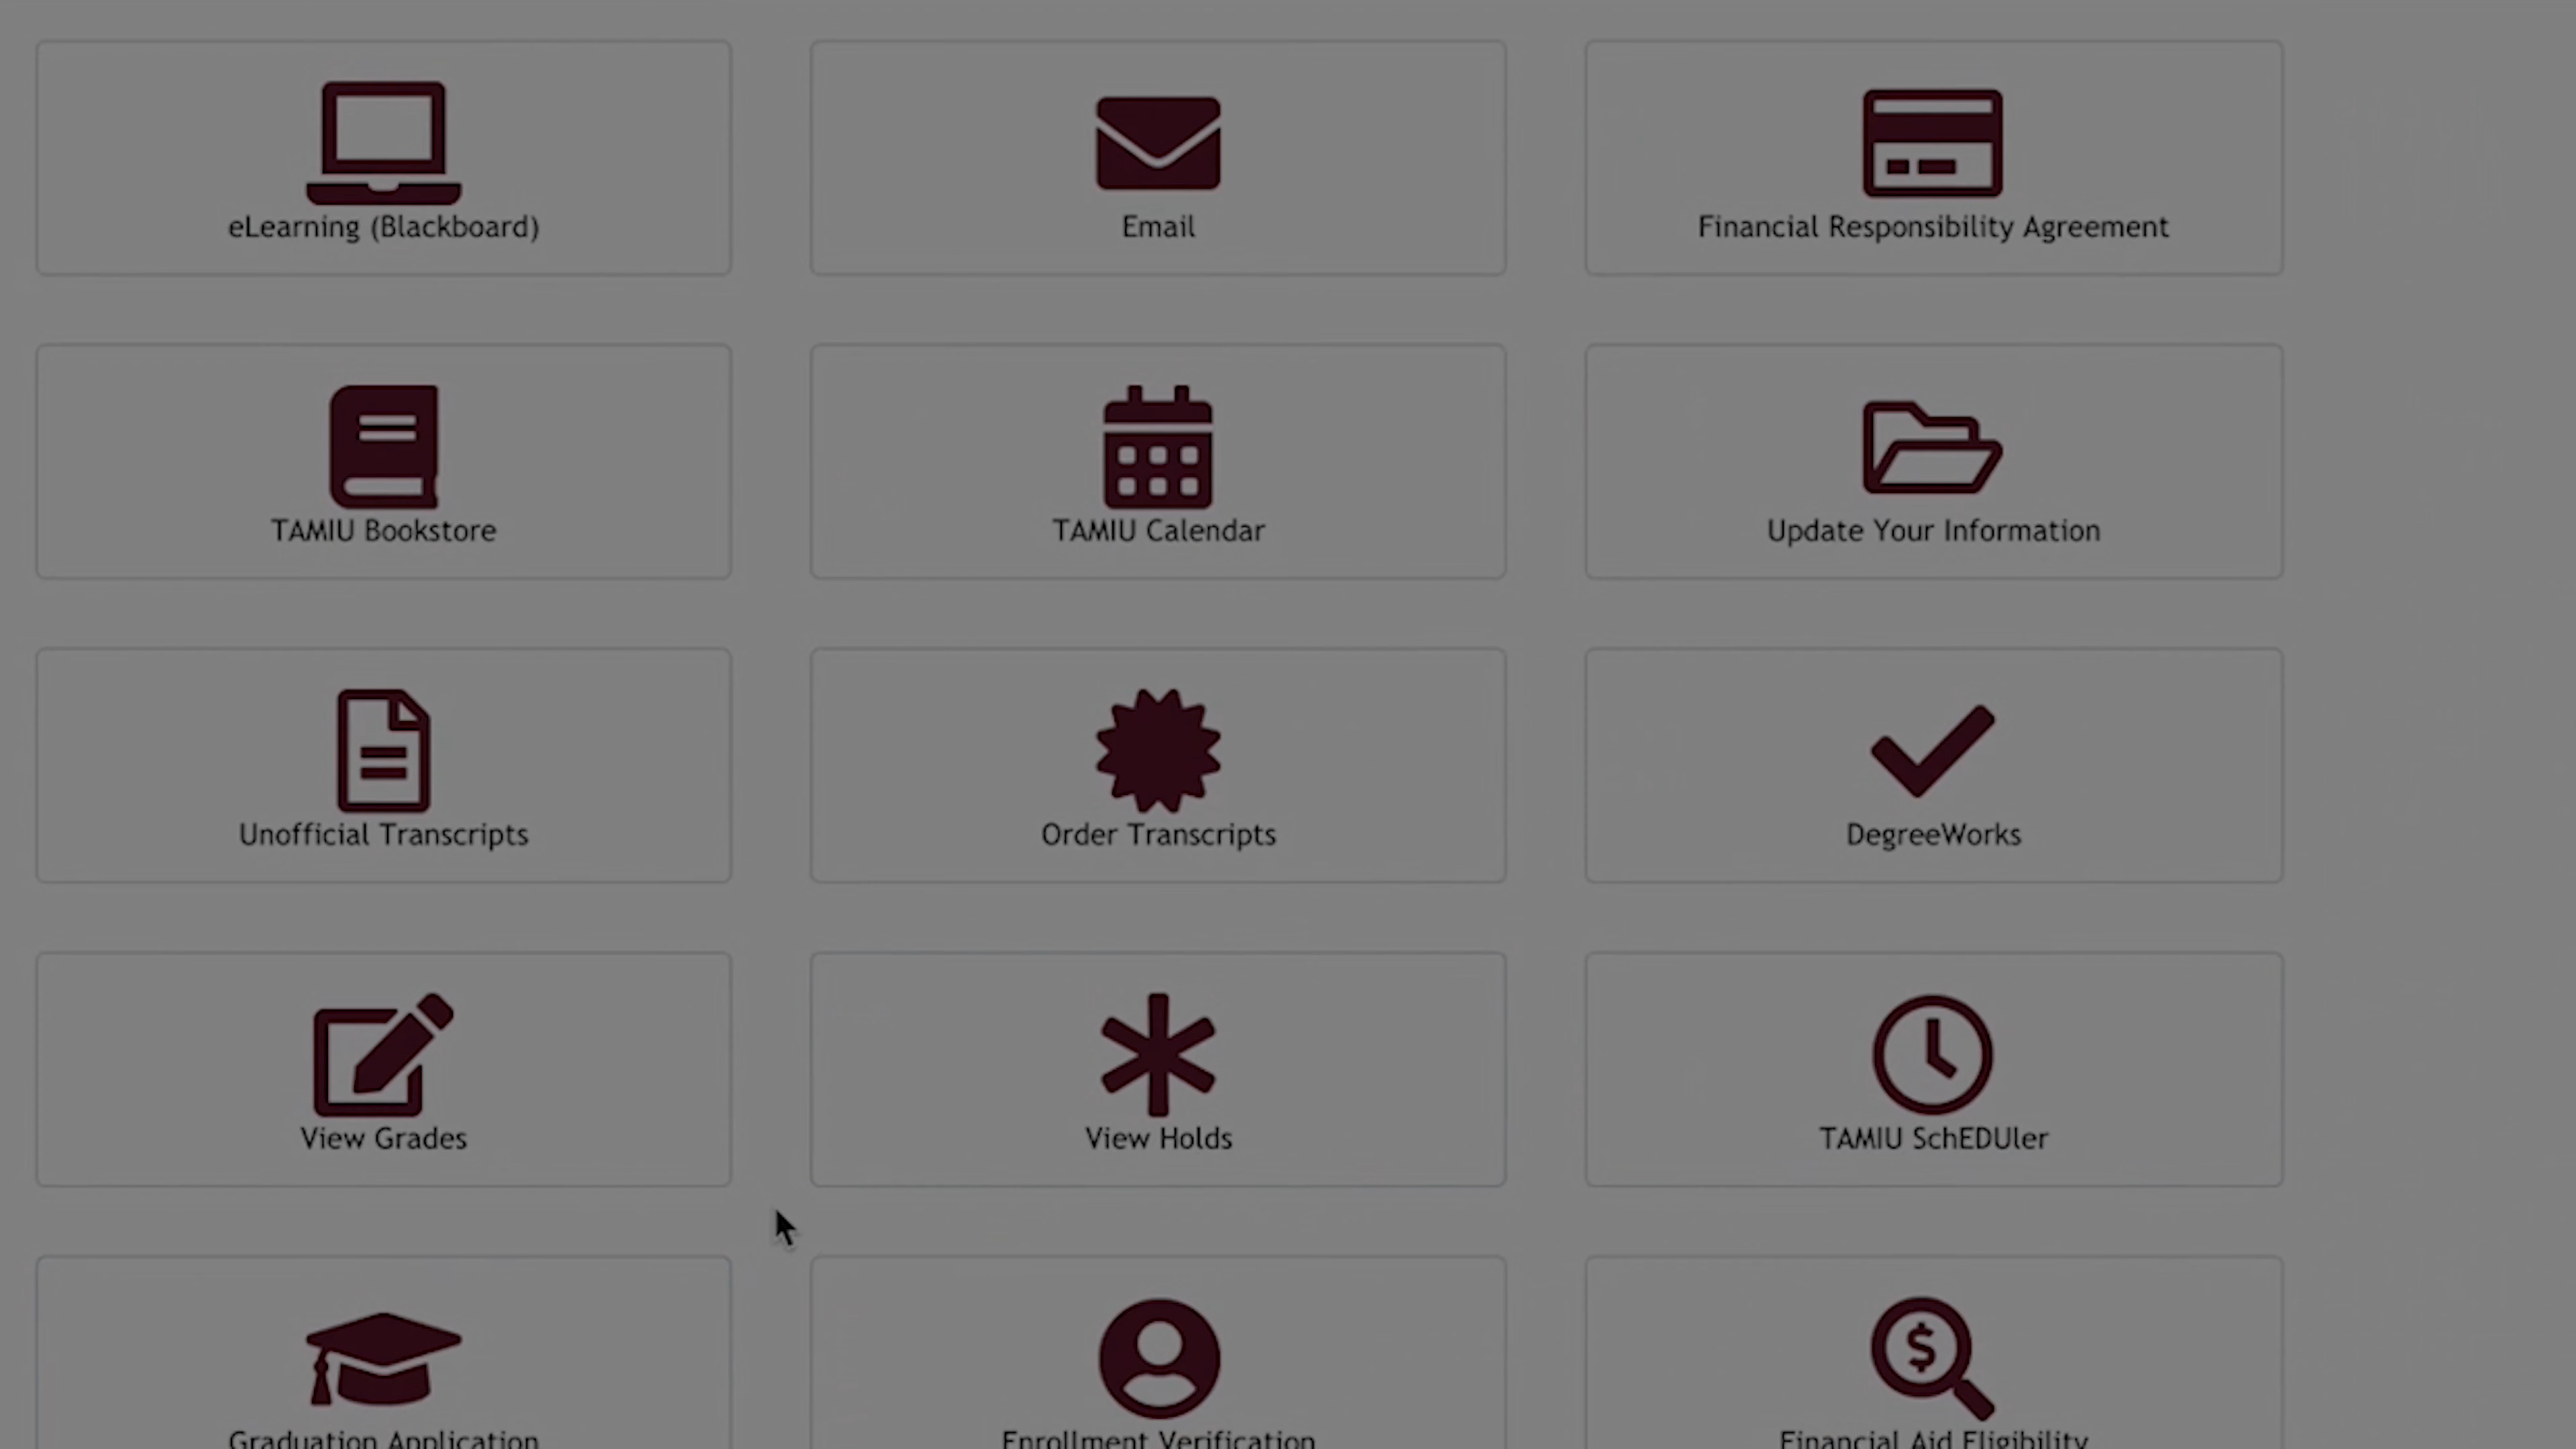 eLearning (Blackboard)
Email
Financial Responsibility Agreement
TAMIU Bookstore
TAMIU Calendar
Update Your Information
Unofficial Transcripts
Order Transcripts
DegreeWorks
View Grades
View Holds
TAMIU SchEDUler
Graduation Application
Enrollment Verification
Financial Aid Eligibility